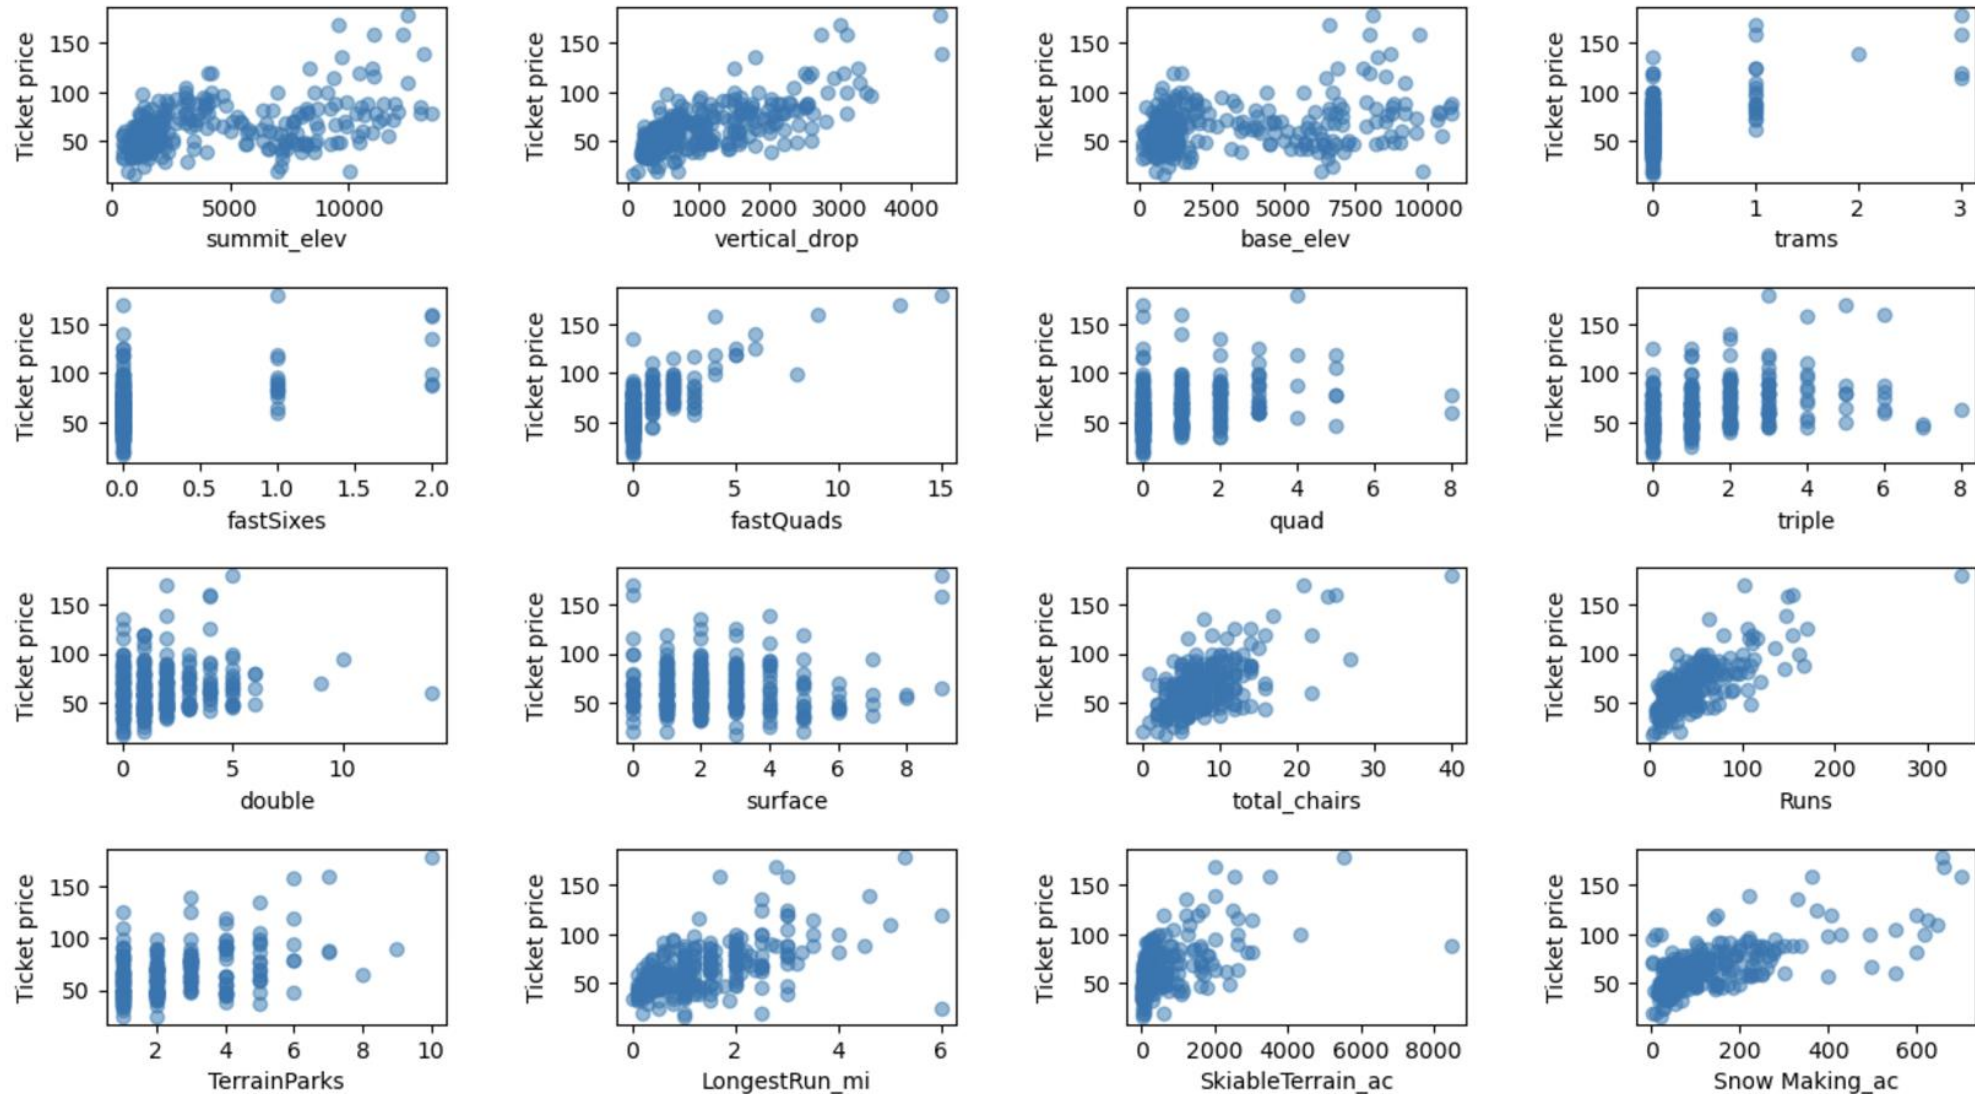 Ticket price
150
100
50
0 5000 10000
summit_elev
Ticket price
150
100
50
0 1000 2000 3000 4000
vertical_drop
Ticket price
150
100
50
0 2500 5000 7500 10000
base_elev
Ticket price
150
100
50
0 1 2 3
trams
Ticket price
150
100
50
0.0 0.5 1.0 1.5 2.0
fastSixes
Ticket price
150
100
50
0 5 10 15
fastQuads
Ticket price
150
100
50
0 2 4 6 8
quad
Ticket price
150
100
50
0 2 4 6 8
triple
Ticket price
150
100
50
0 5 10
double
Ticket price
150
100
50
0 2 4 6 8
surface
Ticket price
150
100
50
0 10 20 30 40
total_chairs
Ticket price
150
100
50
0 100 200 300
Runs
Ticket price
150
100
50
2 4 6 8 10
TerrainParks
Ticket price
150
100
50
0 2 4 6
LongestRun_mi
Ticket price
150
100
50
0 2000 4000 6000 8000
SkiableTerrain_ac
Ticket price
150
100
50
0 200 400 600
Snow Making_ac